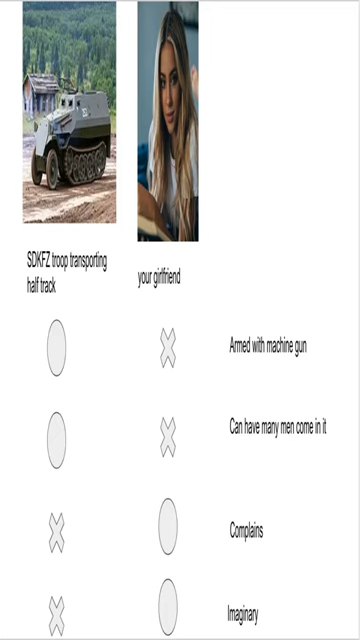 SDKFZ troop transporting
half track
your girlfriend
Armed with machine gun
Can have many men come in it
Complains
Imaginary